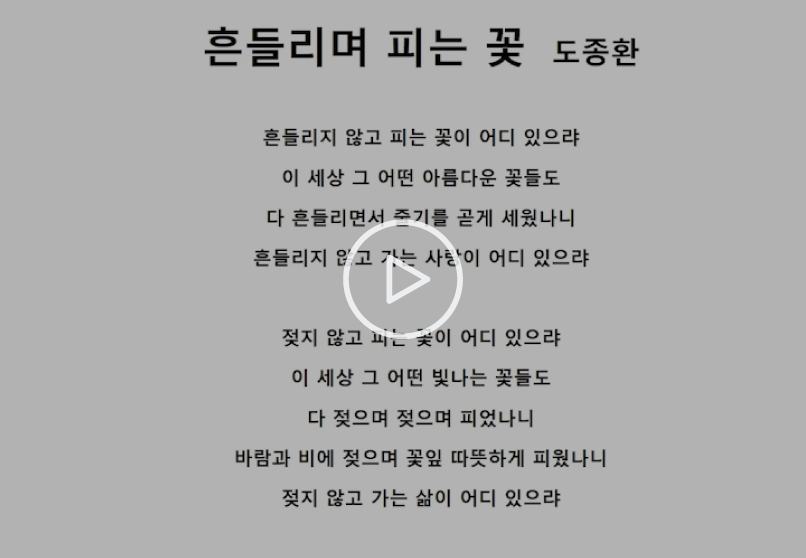 흔들리며 피는 꽃 도종환
흔들리지 않고 피는 꽃이 어디 있으랴
이 세상 그 어떤 아름다운 꽃들도
다 흔들리면서 줄기를 곧게 세웠나니
흔들리지 않고 가는 사랑이 어디 있으랴
젖지 않고 피는 꽃이 어디 있으랴
이 세상 그 어떤 빛나는 꽃들도
다 젖으며 젖으며 피었나니
바람과 비에 젖으며 꽃잎 따뜻하게 피웠나니
젖지 않고 가는 삶이 어디 있으랴